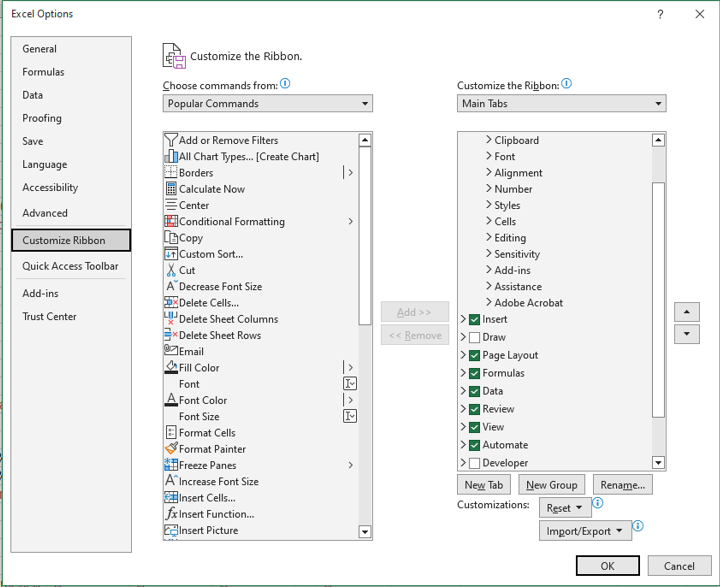 Excel Options
?
General
Formulas
Data
Proofing
Save
Language
Accessibility
Advanced
Customize Ribbon
Quick Access Toolbar
Add-ins
Trust Center
Customize the Ribbon.
Choose commands from:
Popular Commands
Add or Remove Filters
All Chart Types... [Create Chart]
Borders
Calculate Now
Center
Conditional Formatting
Copy
Custom Sort...
Cut
Decrease Font Size
Delete Cells...
Delete Sheet Columns
Delete Sheet Rows
Email
Fill Color
Font
Font Color
Font Size
Format Cells
Format Painter
Freeze Panes
Increase Font Size
Insert Cells...
Insert Function...
Insert Picture
Add >>
<< Remove
Customize the Ribbon:
Main Tabs
Clipboard
Font
Alignment
Number
Styles
Cells
Editing
Sensitivity
Add-ins
Assistance
Adobe Acrobat
Insert
Draw
Page Layout
Formulas
Data
Review
View
Automate
Developer
New Tab
New Group
Rename...
Customizations:
Reset
Import/Export
OK
Cancel